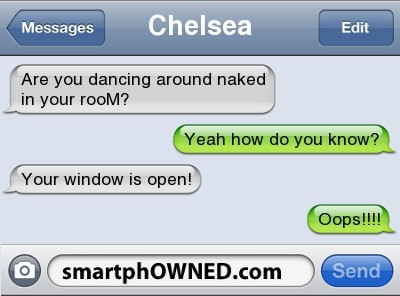 Messages
Chelsea
Edit
Are you dancing around naked
in your rooM?
Yeah how do you know?
Your window is open!
Oops!!!!
smartphOWNED.com
Send